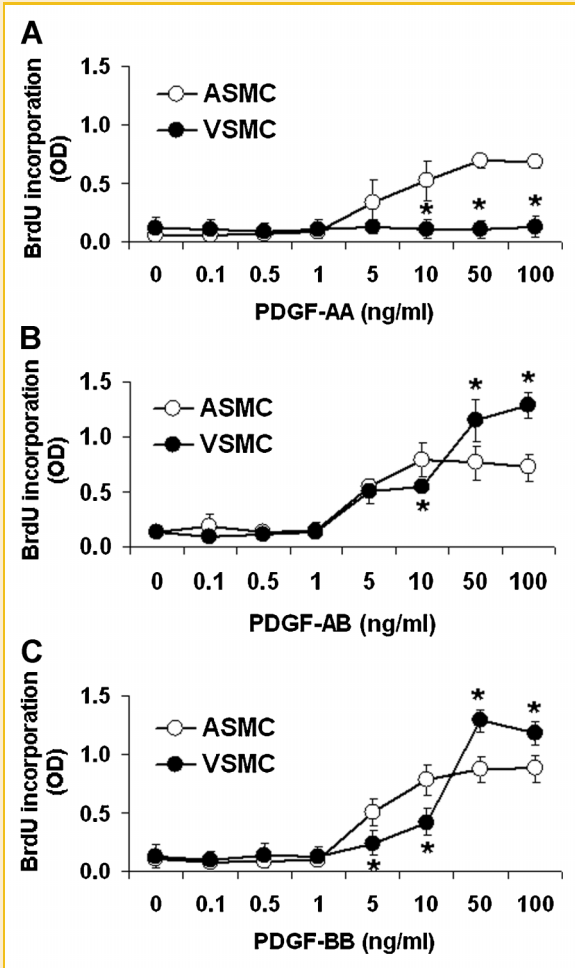 A
BrdU incorporation
(OD)
1.5
1.0
0.5
0.0
ASMC
VSMC
* * *
0 0.1 0.5 1 5 10 50 100
PDGF-AA (ng/ml)
B
BrdU incorporation
(OD)
1.5
1.0
0.5
0.0
ASMC
VSMC
* * *
0 0.1 0.5 1 5 10 50 100
PDGF-AB (ng/ml)
C
BrdU incorporation
(OD)
1.5
1.0
0.5
0.0
ASMC
VSMC
* * * *
0 0.1 0.5 1 5 10 50 100
PDGF-BB (ng/ml)